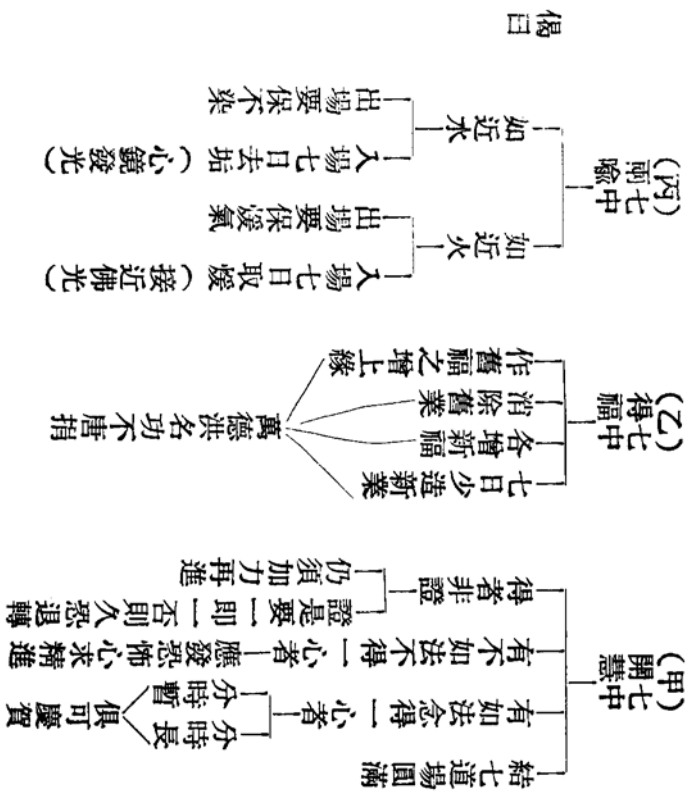 (甲)七中開慧
結七道場圓滿
有如法念得一心者
分時長
分時暫
俱可慶賀
有不如法不得一心者
應發恐怖心求精進
得者非證
證是要一即一否則久恐退轉
仍須加力再進
(乙)七中得福
七日少造新業
各增新福
消除舊業
作舊福之增上緣
萬德洪名功不唐捐
(丙)七中兩喻
如近火
入場七日取煖(接近佛光)
出場要保煖氣
如近水
入場七日去垢(心鏡發光)
出場要保不染
偈曰